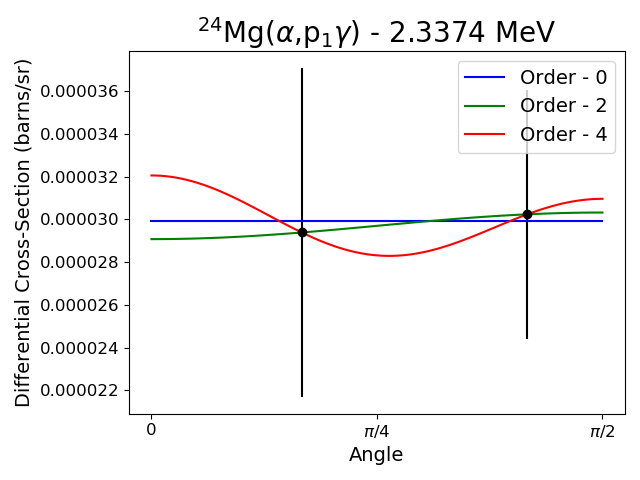 ²⁴Mg(α,p₁γ) - 2.3374 MeV
Order - 0
Order - 2
Order - 4
Differential Cross-Section (barns/sr)
0.000036
0.000034
0.000032
0.000030
0.000028
0.000026
0.000024
0.000022
0 π/4 π/2
Angle